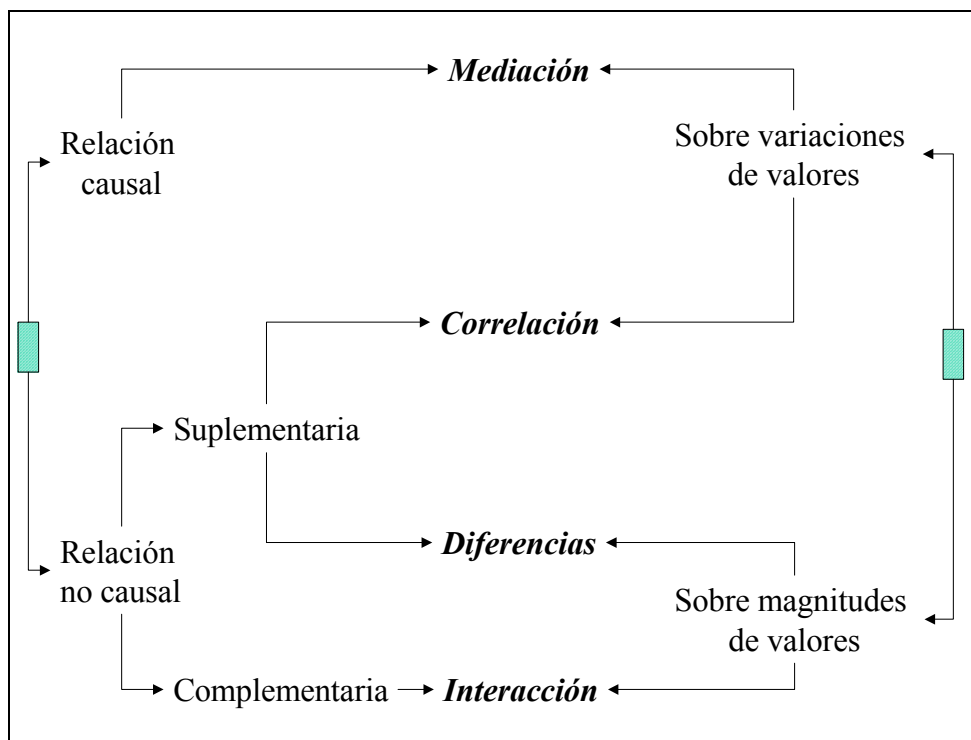 Mediación
Relación
causal
Sobre variaciones
de valores
Correlación
Suplementaria
Diferencias
Relación
no causal
Sobre magnitudes
de valores
Complementaria
Interacción